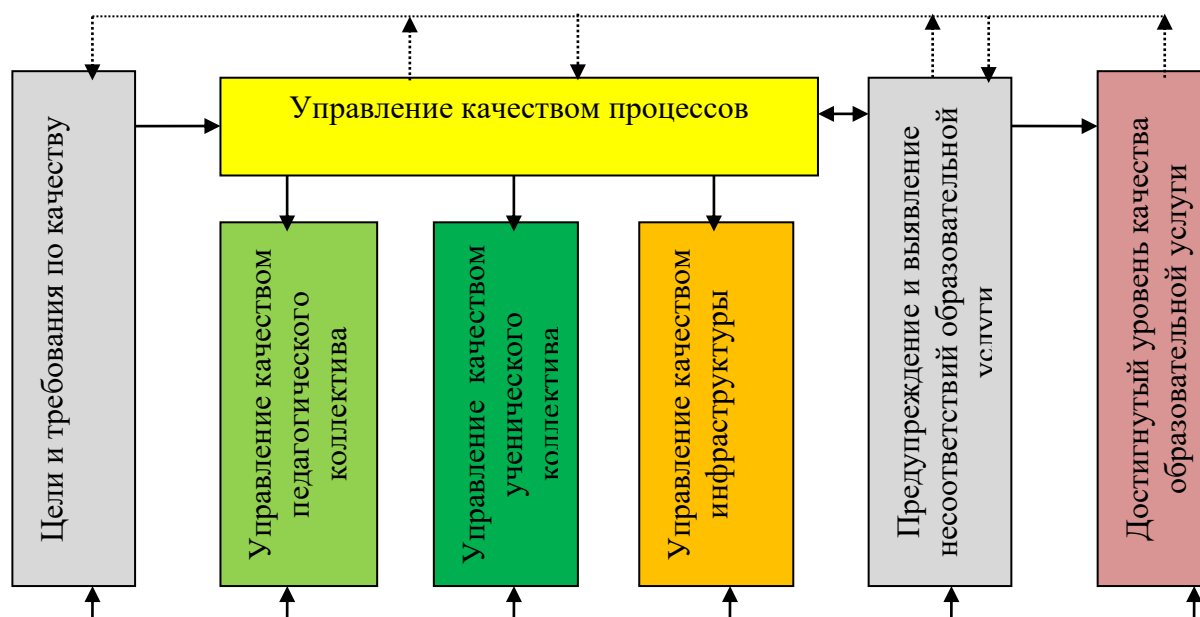 Цели и требования по качеству
Управление качеством процессов
Управление качеством
педагогического
коллектива
Управление качеством
ученического
коллектива
Управление качеством
инфраструктуры
Предупреждение и выявление
несоответствий образовательной
услуги
Достигнутый уровень качества
образовательной услуги